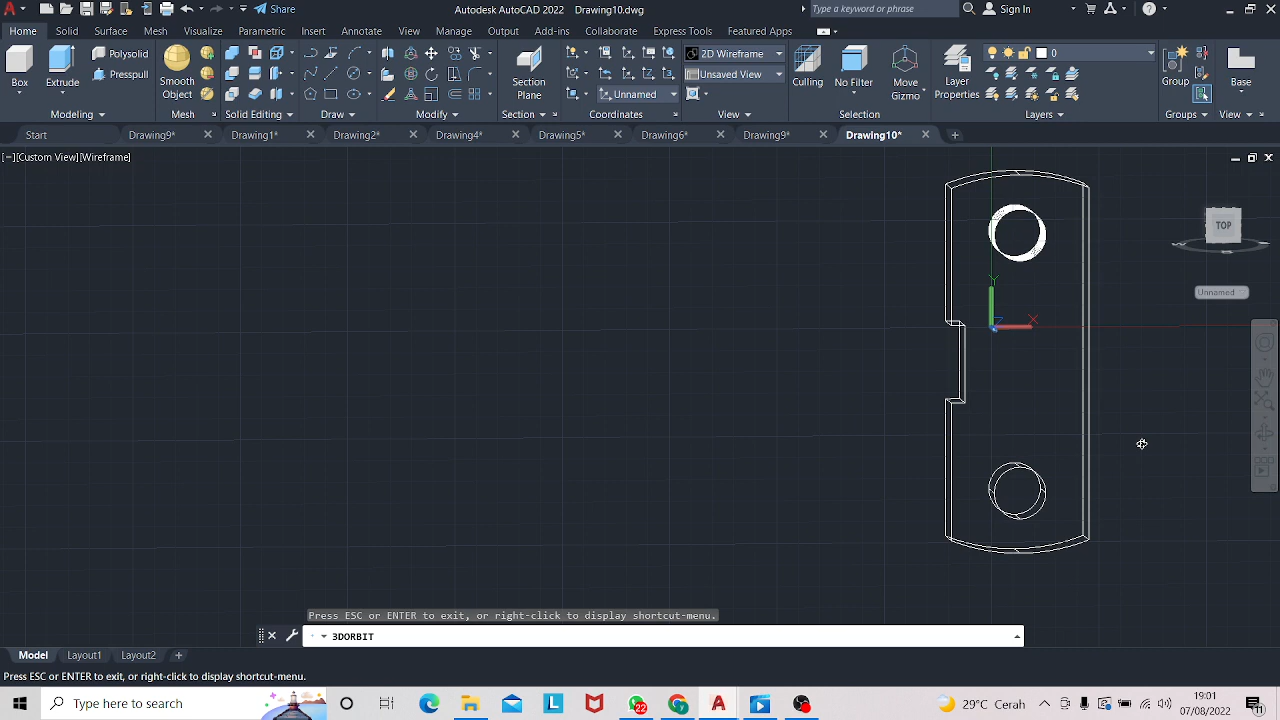 Share
Autodesk AutoCAD 2022 Drawing10.dwg
Type a keyword or phrase
Sign In
Home Solid Surface Mesh Visualize Parametric Insert Annotate View Manage Output Add-ins Collaborate Express Tools Featured Apps
Box
Extrude
Polysolid
Presspull
Smooth
Object
Section
Plane
2D Wireframe
Unsaved View
Unnamed
Culling
No Filter
Move
Gizmo
Layer
Properties
0
Group
Base
Modeling Mesh Solid Editing Draw Modify Section Coordinates View Selection Layers Groups View
Start Drawing9* Drawing1* Drawing2* Drawing4* Drawing5* Drawing6* Drawing9* Drawing10*
[−][Custom View][Wireframe]
TOP
Y
X
Unnamed
Press ESC or ENTER to exit, or right-click to display shortcut-menu.
3DORBIT
Model Layout1 Layout2
Press ESC or ENTER to exit, or right-click to display shortcut-menu.
Type here to search
22
29°C Cerah
19:01
07/08/2022